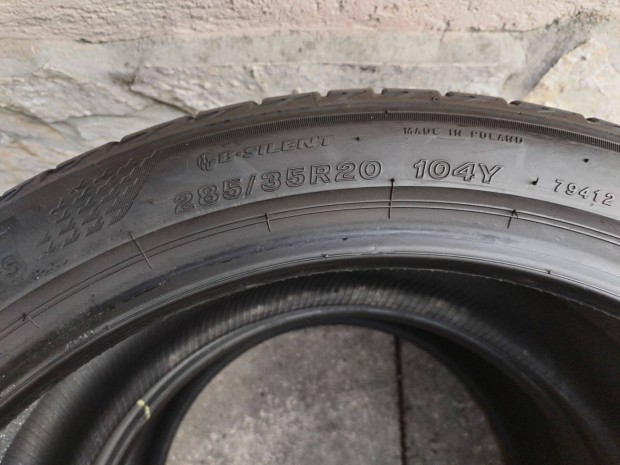 B-SILENT
285/35R20 104Y
MADE IN POLAND
79412